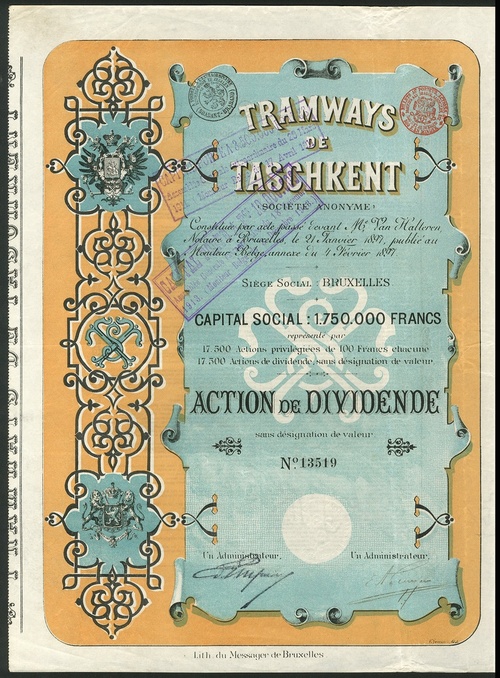 TRAMWAYS
DE
TASCHKENT
(SOCIÉTÉ ANONYME)
Constituée par acte passé devant Me Van Halteren,
Notaire à Bruxelles, le 21 Janvier 1897, publié au
Moniteur Belge, annexe du 1 Février 1897
SIÈGE SOCIAL : BRUXELLES
CAPITAL SOCIAL : 1.750.000 FRANCS
représenté par
17.500 Actions privilégiées de 100 Francs chacune
17.500 Actions de dividende, sans désignation de valeur
ACTION DE DIVIDENDE
sans désignation de valeur
No. 13519
Un Administrateur, Un Administrateur,
Lith. du Messager de Bruxelles